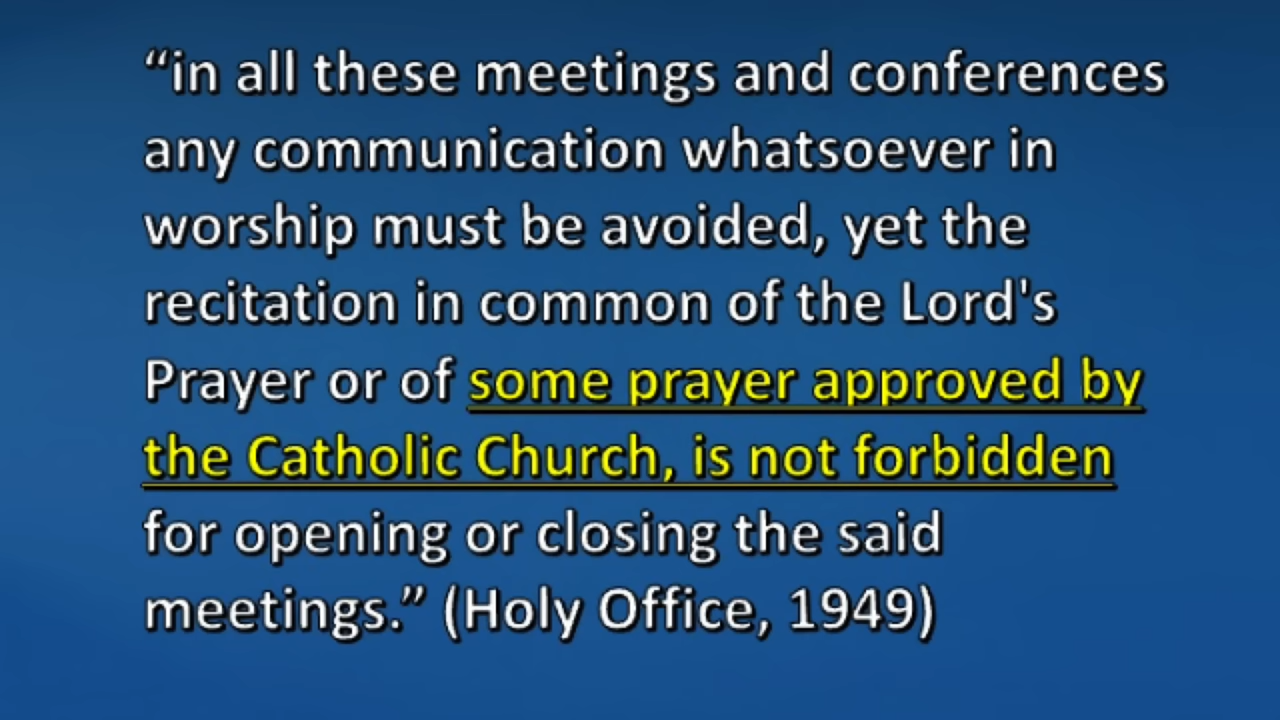 “in all these meetings and conferences
any communication whatsoever in
worship must be avoided, yet the
recitation in common of the Lord's
Prayer or of some prayer approved by
the Catholic Church, is not forbidden
for opening or closing the said
meetings.” (Holy Office, 1949)